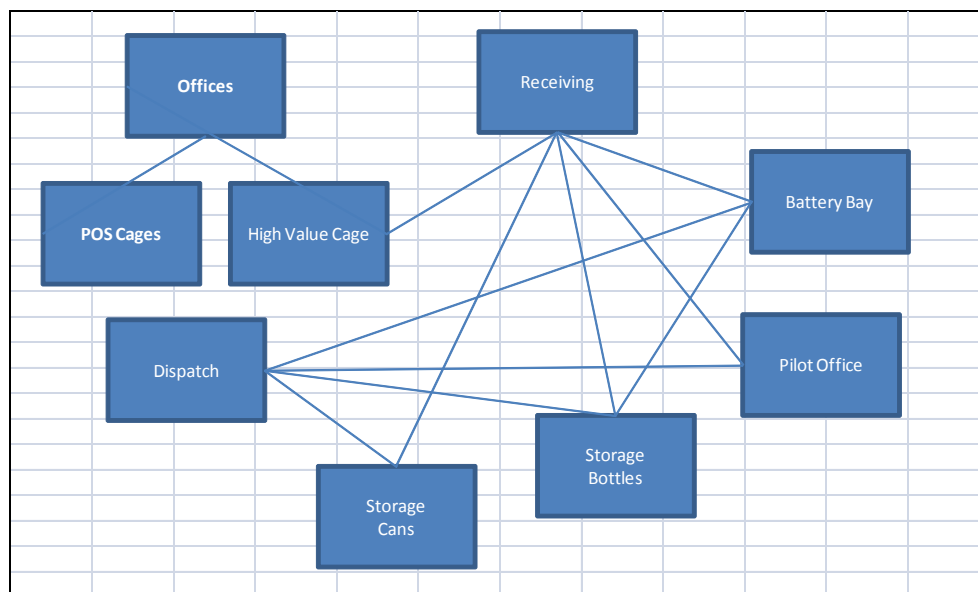 Offices
Receiving
Battery Bay
POS Cages
High Value Cage
Dispatch
Pilot Office
Storage
Bottles
Storage
Cans